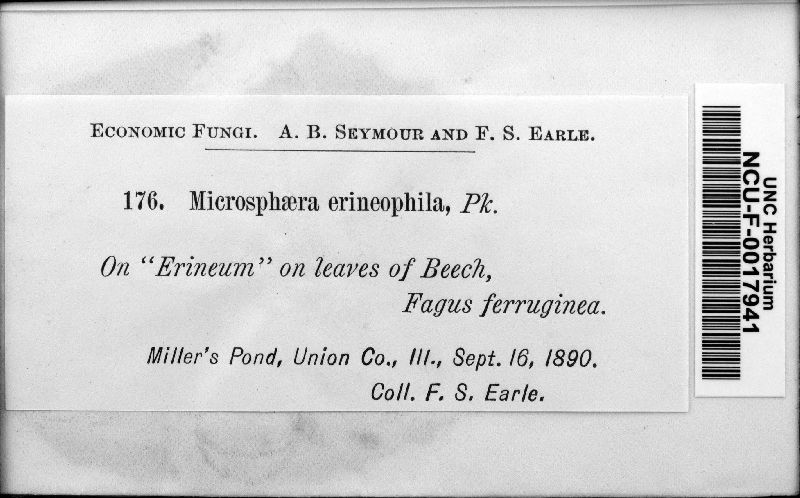 Economic Fungi. A. B. Seymour and F. S. Earle.
176. Microsphæra erineophila, Pk.
On "Erineum" on leaves of Beech,
Fagus ferruginea.
Miller's Pond, Union Co., Ill., Sept. 16, 1890.
Coll. F. S. Earle.
UNC Herbarium
NCU-F-0017941